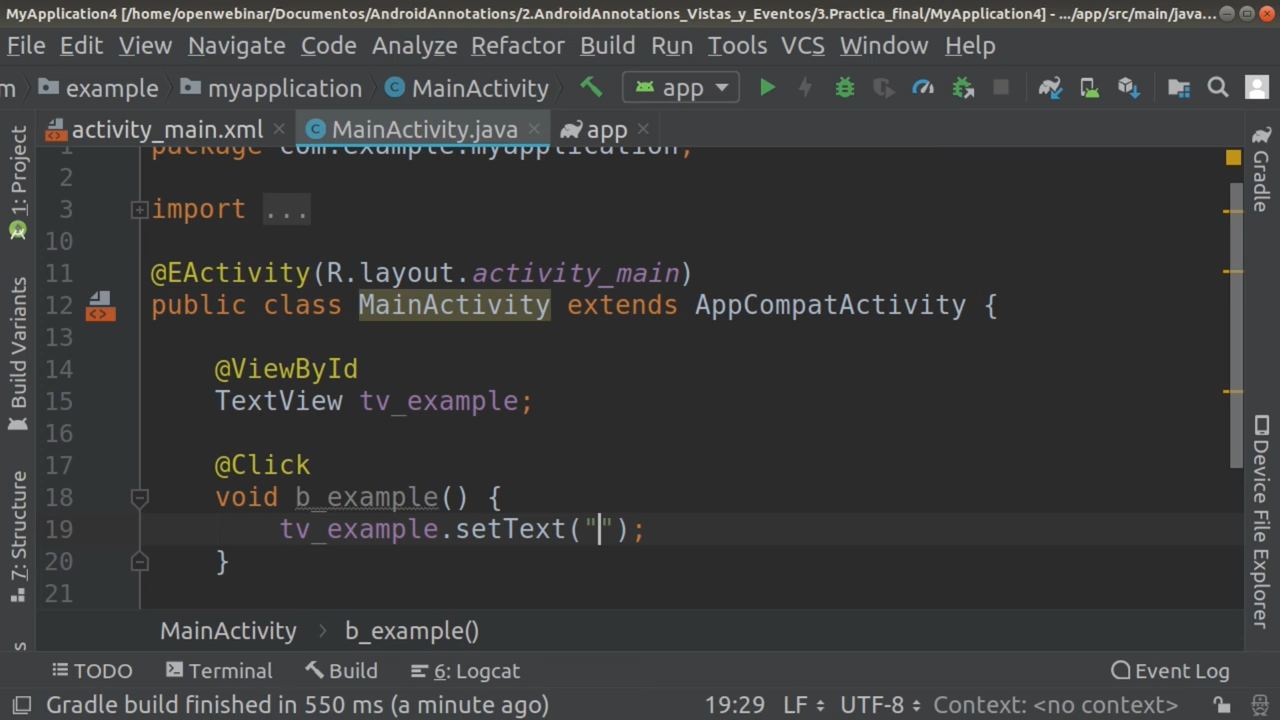 MyApplication4 [/home/openwebinar/Documentos/AndroidAnnotations/2.AndroidAnnotations_Vistas_y_Eventos/3.Practica_final/MyApplication4] - .../app/src/main/java...
File Edit View Navigate Code Analyze Refactor Build Run Tools VCS Window Help
m example myapplication MainActivity app
activity_main.xml MainActivity.java app
1: Project
Build Variants
7: Structure
s
1 package com.example.myapplication;
2
3 import ...
10
11 @EActivity(R.layout.activity_main)
12 public class MainActivity extends AppCompatActivity {
13
14 @ViewById
15 TextView tv_example;
16
17 @Click
18 void b_example() {
19 tv_example.setText("");
20 }
21
Gradle
Device File Explorer
MainActivity > b_example()
TODO Terminal Build 6: Logcat Event Log
Gradle build finished in 550 ms (a minute ago) 19:29 LF UTF-8 Context: <no context>